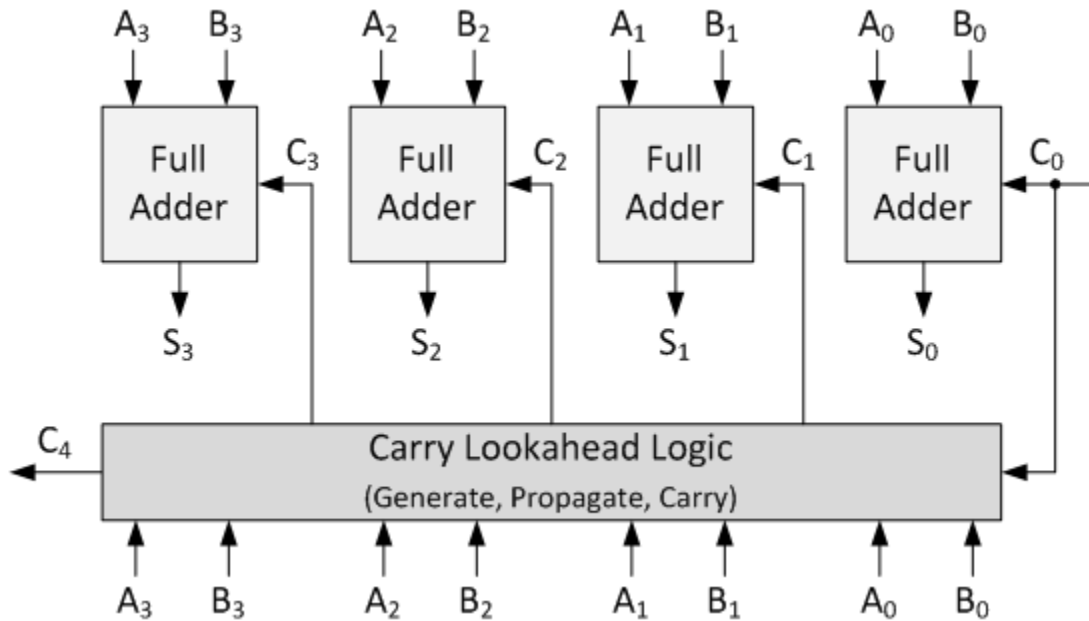 A₃ B₃ A₂ B₂ A₁ B₁ A₀ B₀
Full Adder
C₃
Full Adder
C₂
Full Adder
C₁
Full Adder
C₀
S₃ S₂ S₁ S₀
C₄
Carry Lookahead Logic
(Generate, Propagate, Carry)
A₃ B₃ A₂ B₂ A₁ B₁ A₀ B₀